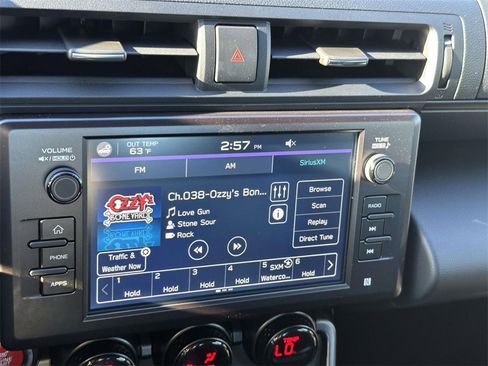 OUT TEMP
63 °F
2:57 PM
VOLUME
HOLD
TUNE
FM
AM
SiriusXM
OZZY'S
BONEYARD
Ch.038-Ozzy's Bon...
Love Gun
Stone Sour
Rock
Browse
Scan
Replay
Direct Tune
RADIO
PHONE
APPS
Traffic &
Weather Now
1
Hold
2
Hold
3
Hold
4
Hold
5 SXM
Waterco...
6
Hold
TEMP
LO